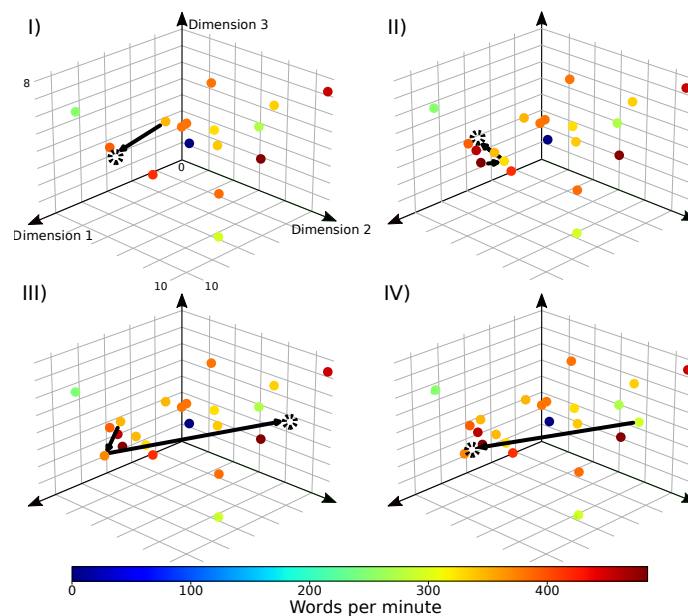 I)
II)
Dimension 3
8
0
Dimension 1
Dimension 2
10
10
III)
IV)
0
100
200
300
400
Words per minute